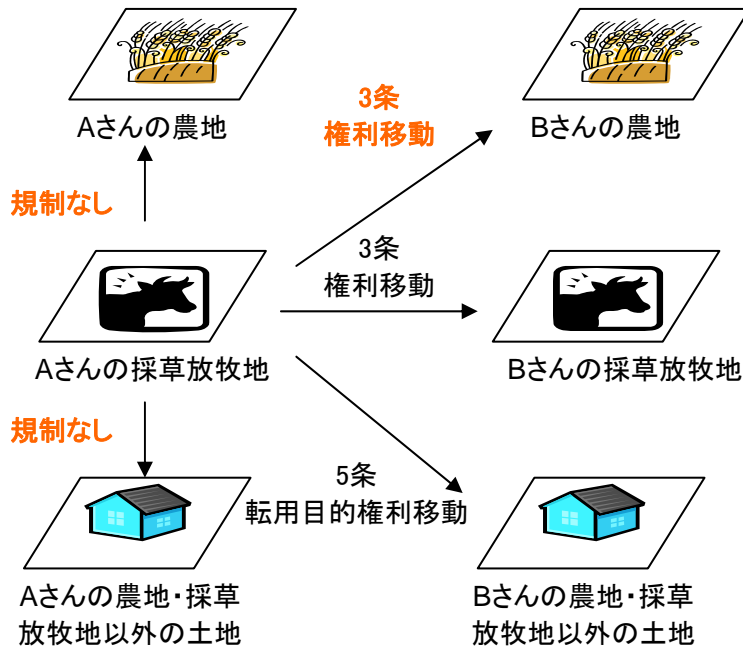 Aさんの農地
3条
権利移動
Bさんの農地
規制なし
3条
権利移動
Aさんの採草放牧地
Bさんの採草放牧地
規制なし
5条
転用目的権利移動
Aさんの農地・採草
放牧地以外の土地
Bさんの農地・採草
放牧地以外の土地